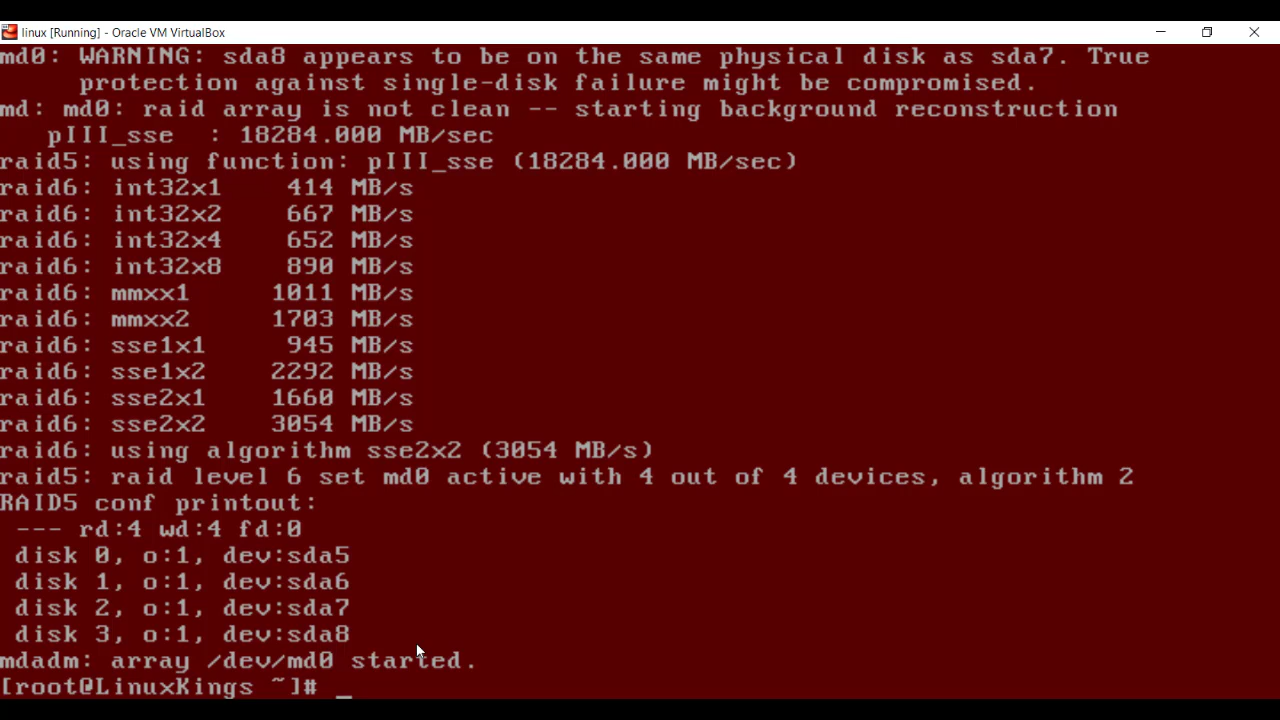 linux [Running] - Oracle VM VirtualBox
md0: WARNING: sda8 appears to be on the same physical disk as sda7. True
protection against single-disk failure might be compromised.
md: md0: raid array is not clean -- starting background reconstruction
pIII_sse  : 18284.000 MB/sec
raid5: using function: pIII_sse (18284.000 MB/sec)
raid6: int32x1    414 MB/s
raid6: int32x2    667 MB/s
raid6: int32x4    652 MB/s
raid6: int32x8    890 MB/s
raid6: mmxx1     1011 MB/s
raid6: mmxx2     1703 MB/s
raid6: sse1x1     945 MB/s
raid6: sse1x2    2292 MB/s
raid6: sse2x1    1660 MB/s
raid6: sse2x2    3054 MB/s
raid6: using algorithm sse2x2 (3054 MB/s)
raid5: raid level 6 set md0 active with 4 out of 4 devices, algorithm 2
RAID5 conf printout:
--- rd:4 wd:4 fd:0
disk 0, o:1, dev:sda5
disk 1, o:1, dev:sda6
disk 2, o:1, dev:sda7
disk 3, o:1, dev:sda8
mdadm: array /dev/md0 started.
[root@LinuxKings ~]# _